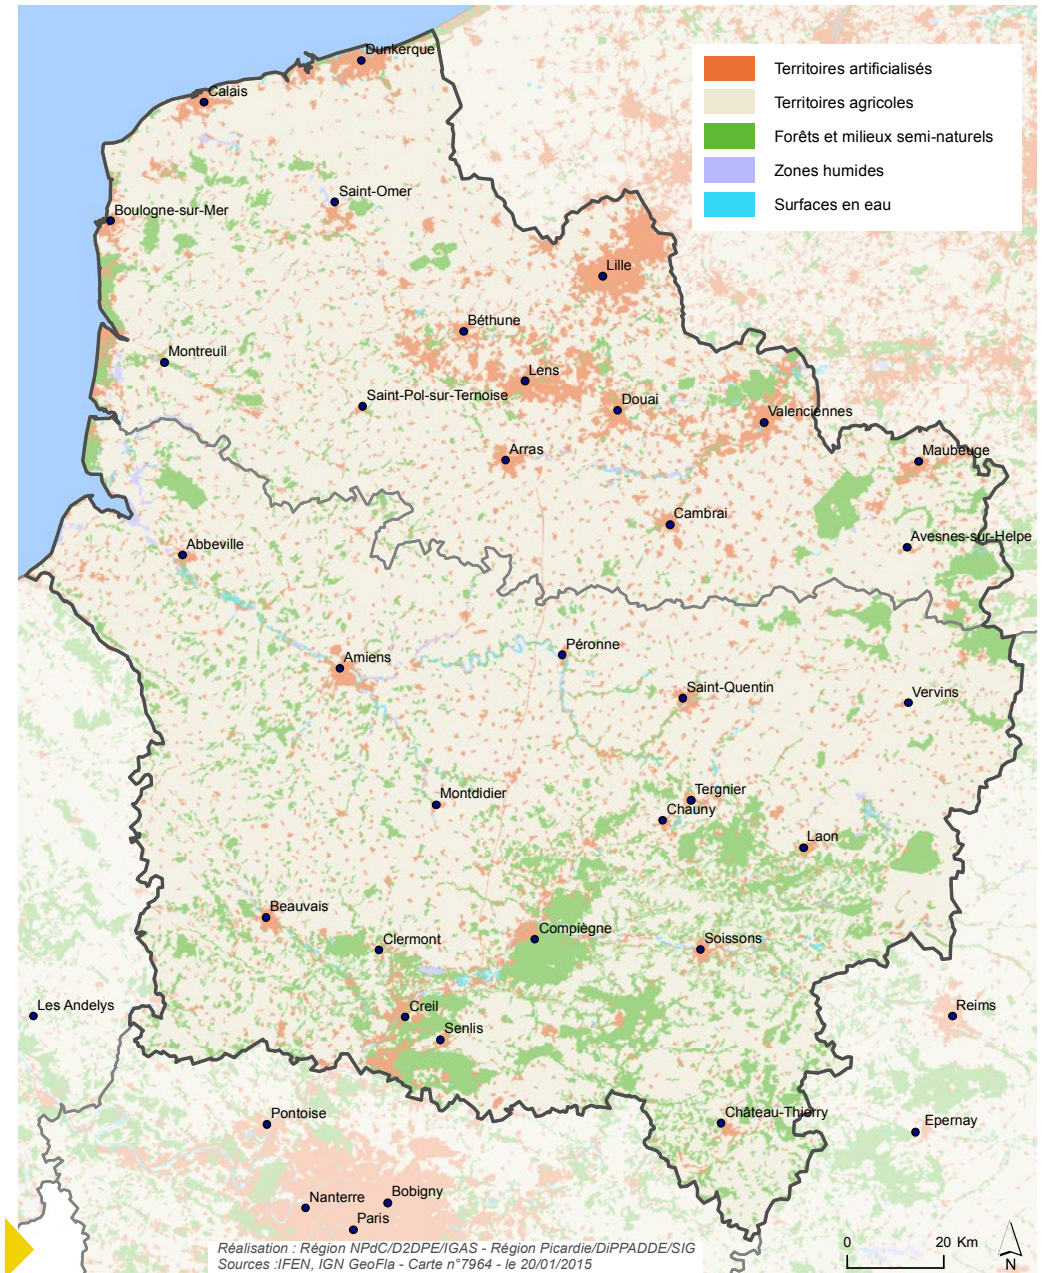 Dunkerque
Territoires artificialisés
Calais
Territoires agricoles
Forêts et milieux semi-naturels
Zones humides
Saint-Omer
Surfaces en eau
Boulogne-sur-Mer
Lille
Béthune
Montreuil
Lens
Saint-Pol-sur-Ternoise
Douai
Valenciennes
Arras
Maubeuge
Cambrai
Abbeville
Avesnes-sur-Helpe
Péronne
Amiens
Saint-Quentin
Vervins
Montdidier
Tergnier
Chauny
Laon
Beauvais
Compiègne
Clermont
Soissons
Les Andelys
Creil
Reims
Senlis
Pontoise
Château-Thierry
Epernay
Nanterre
Bobigny
Paris
0 20 Km
N
Réalisation : Région NPdC/D2DPE/IGAS - Région Picardie/DiPPADDE/SIG
Sources :IFEN, IGN GeoFla - Carte n°7964 - le 20/01/2015